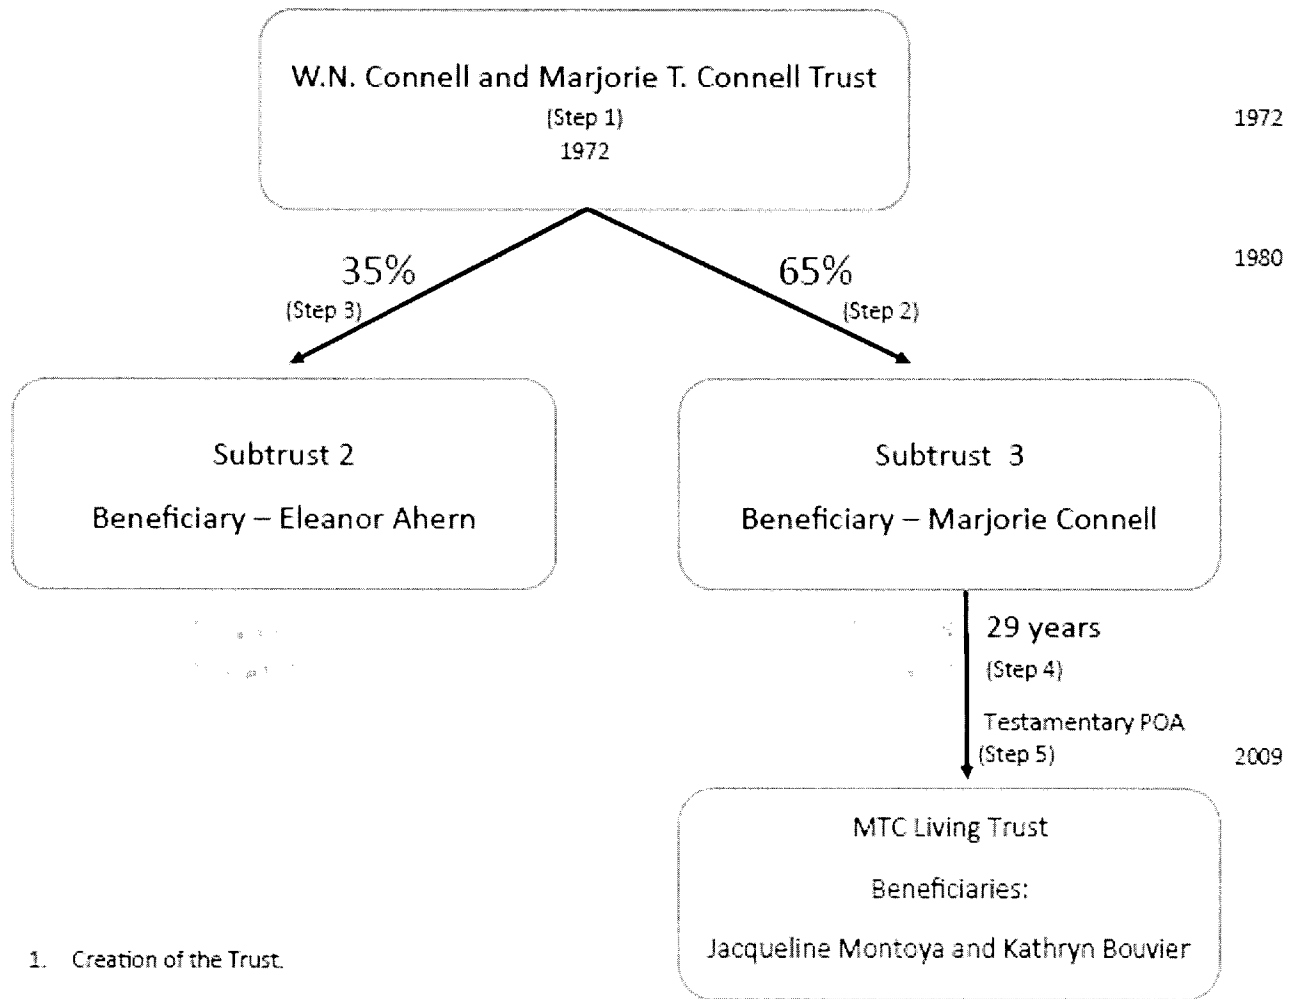 W.N. Connell and Marjorie T. Connell Trust
(Step 1)
1972
1972
1980
35%
65%
(Step 3)
(Step 2)
Subtrust 2
Beneficiary – Eleanor Ahern
Subtrust 3
Beneficiary – Marjorie Connell
29 years
(Step 4)
Testamentary POA
(Step 5)
2009
MTC Living Trust
Beneficiaries:
Jacqueline Montoya and Kathryn Bouvier
1. Creation of the Trust.